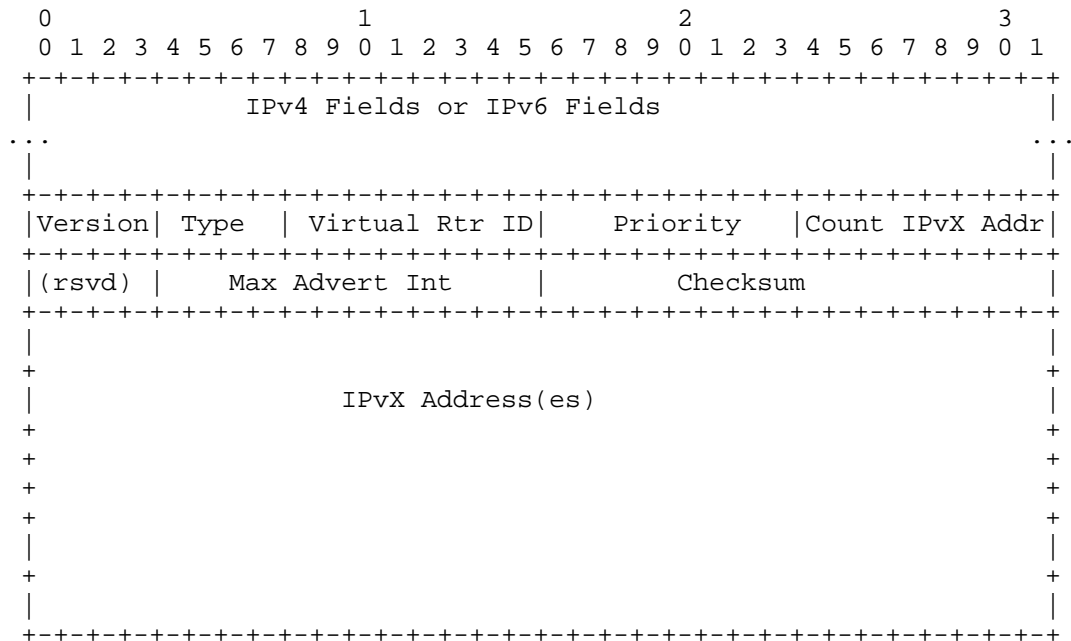 0 1 2 3
0 1 2 3 4 5 6 7 8 9 0 1 2 3 4 5 6 7 8 9 0 1 2 3 4 5 6 7 8 9 0 1
+-+-+-+-+-+-+-+-+-+-+-+-+-+-+-+-+-+-+-+-+-+-+-+-+-+-+-+-+-+-+-+-+
| IPv4 Fields or IPv6 Fields |
... ...
| |
+-+-+-+-+-+-+-+-+-+-+-+-+-+-+-+-+-+-+-+-+-+-+-+-+-+-+-+-+-+-+-+-+
|Version| Type | Virtual Rtr ID| Priority |Count IPvX Addr|
+-+-+-+-+-+-+-+-+-+-+-+-+-+-+-+-+-+-+-+-+-+-+-+-+-+-+-+-+-+-+-+-+
|(rsvd) | Max Advert Int | Checksum |
+-+-+-+-+-+-+-+-+-+-+-+-+-+-+-+-+-+-+-+-+-+-+-+-+-+-+-+-+-+-+-+-+
| |
+ +
| IPvX Address(es) |
+ +
+ +
+ +
+ +
| |
+ +
| |
+-+-+-+-+-+-+-+-+-+-+-+-+-+-+-+-+-+-+-+-+-+-+-+-+-+-+-+-+-+-+-+-+